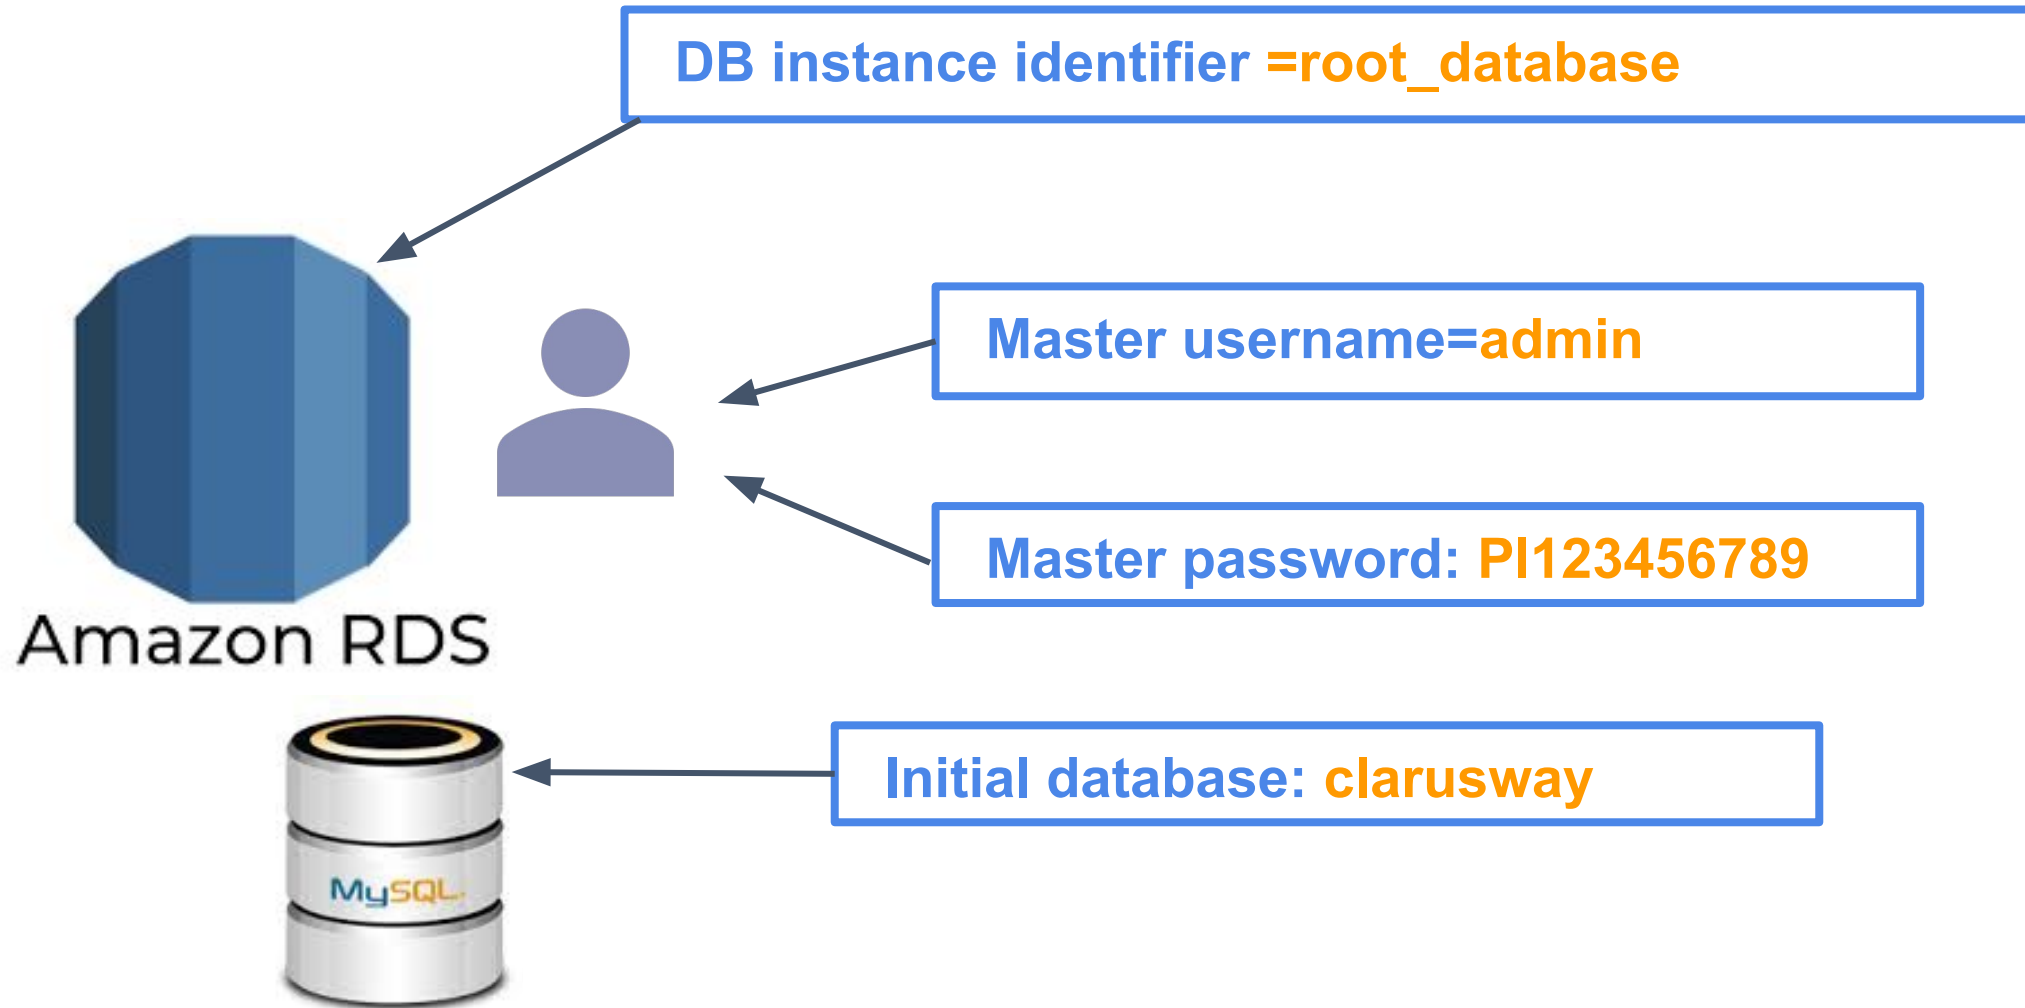 DB instance identifier =root_database
Master username=admin
Master password: Pl123456789
Amazon RDS
Initial database: clarusway
MySQL